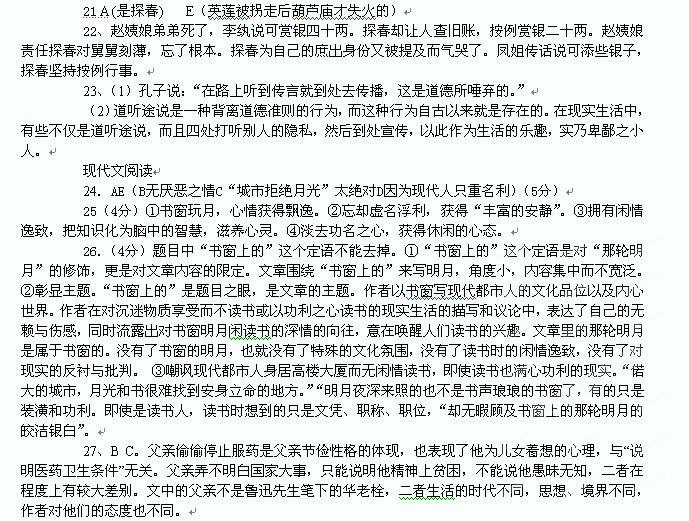 21 A(是探春)    E（英莲被拐走后葫芦庙才失火的）
22、赵姨娘弟弟死了，李纨说可赏银四十两。探春却让人查旧账，按例赏银二十两。赵姨娘
责任探春对舅舅刻薄，忘了根本。探春为自己的庶出身份又被提及而气哭了。凤姐传话说可添些银子，
探春坚持按例行事。
23、（1）孔子说：“在路上听到传言就到处去传播，这是道德所唾弃的。”
（2）道听途说是一种背离道德准则的行为，而这种行为自古以来就是存在的。在现实生活中，
有些不仅是道听途说，而且四处打听别人的隐私，然后到处宣传，以此作为生活的乐趣，实乃卑鄙之小
人。
现代文阅读
24. AE（B无厌恶之情C“城市拒绝月光”太绝对D因为现代人只重名利）(5分)
25（4分）①书窗玩月，心情获得飘逸。②忘却虚名浮利，获得“丰富的安静”。③拥有闲情
逸致，把知识化为脑中的智慧，滋养心灵。④淡去功名之心，获得休闲的心态。
26、（4分）题目中“书窗上的”这个定语不能去掉。①“书窗上的”这个定语是对“那轮明
月”的修饰，更是对文章内容的限定。文章围绕“书窗上的”来写明月，角度小，内容集中而不宽泛。
②彰显主题。“书窗上的”是题目之眼，是文章的主题。作者以书窗写现代都市人的文化品位以及内心
世界。作者在对沉迷物质享受而不读书或以功利之心读书的现实生活的描写和议论中，表达了自己的无
赖与伤感，同时流露出对书窗明月闲读书的深情的向往，意在唤醒人们读书的兴趣。文章里的那轮明月
是属于书窗的。没有了书窗的明月，也就没有了特殊的文化氛围，没有了读书时的闲情逸致，没有了对
现实的反衬与批判。 ③嘲讽现代都市人身居高楼大厦而无闲情读书，即使读书也满心功利的现实。“偌
大的城市，月光和书很难找到安身立命的地方。”“明月夜深来照的也不是书声琅琅的书窗了，有的只是
装潢和功利。即使是读书人，读书时想到的只是文凭、职称、职位，“却无暇顾及书窗上的那轮明月的
皎洁银白”。
27、B C。父亲偷偷停止服药是父亲节俭性格的体现，也表现了他为儿女着想的心理，与“说
明医药卫生条件”无关。父亲弄不明白国家大事，只能说明他精神上贫困，不能说他愚昧无知，二者在
程度上有较大差别。文中的父亲不是鲁迅先生笔下的华老栓，二者生活的时代不同，思想、境界不同，
作者对他们的态度也不同。